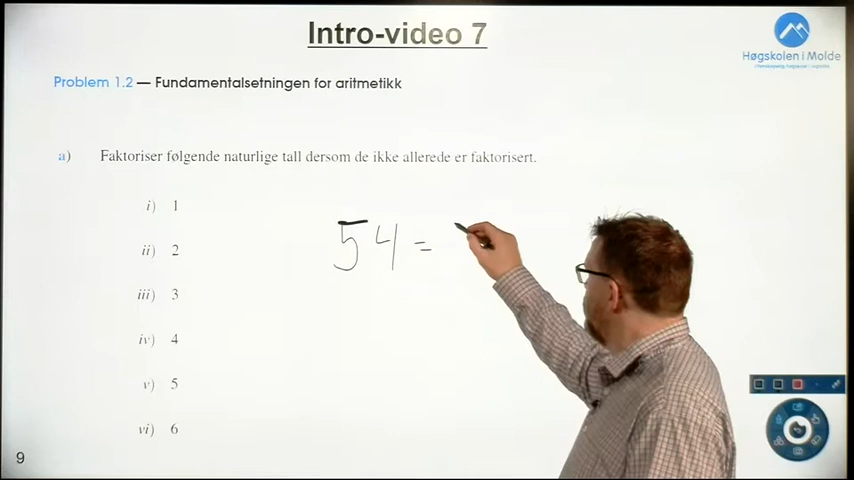 Intro-video 7
Høgskolen i Molde
Problem 1.2 — Fundamentalsetningen for aritmetikk
a) Faktoriser følgende naturlige tall dersom de ikke allerede er faktorisert.
i) 1
ii) 2
54 =
iii) 3
iv) 4
v) 5
vi) 6
9